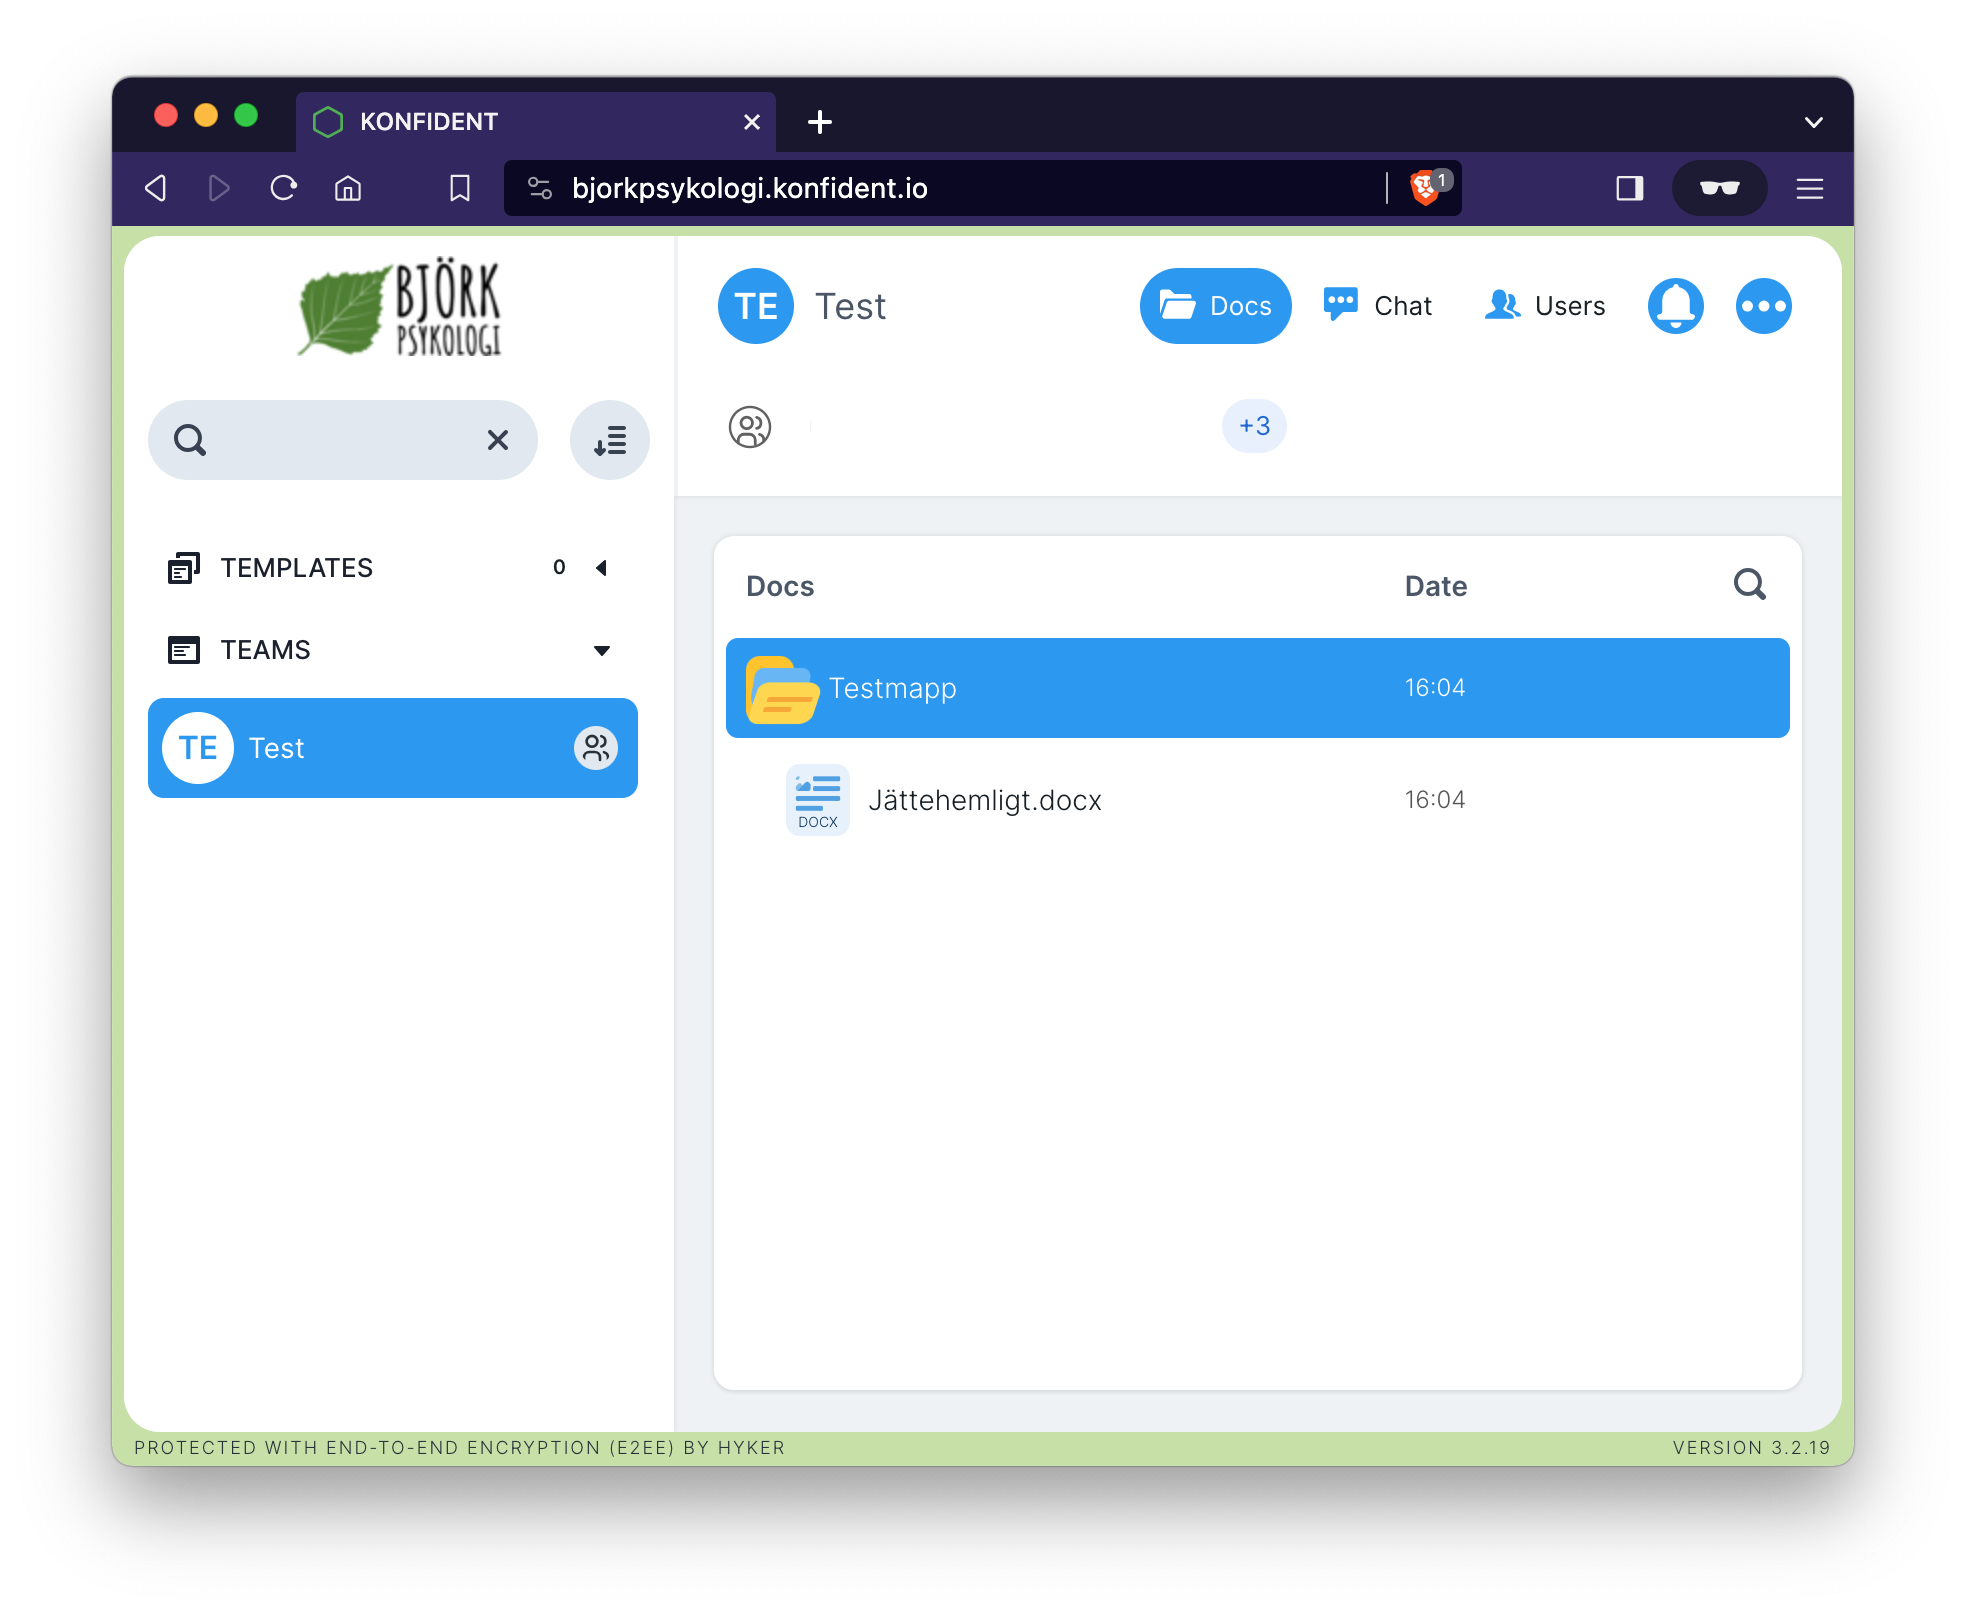 KONFIDENT
bjorkpsykologi.konfident.io
1
BJÖRK
PSYKOLOGI
TE Test
Docs
Chat
Users
+3
TEMPLATES 0
TEAMS
TE Test
Docs Date
Testmapp 16:04
DOCX Jättehemligt.docx 16:04
PROTECTED WITH END-TO-END ENCRYPTION (E2EE) BY HYKER
VERSION 3.2.19